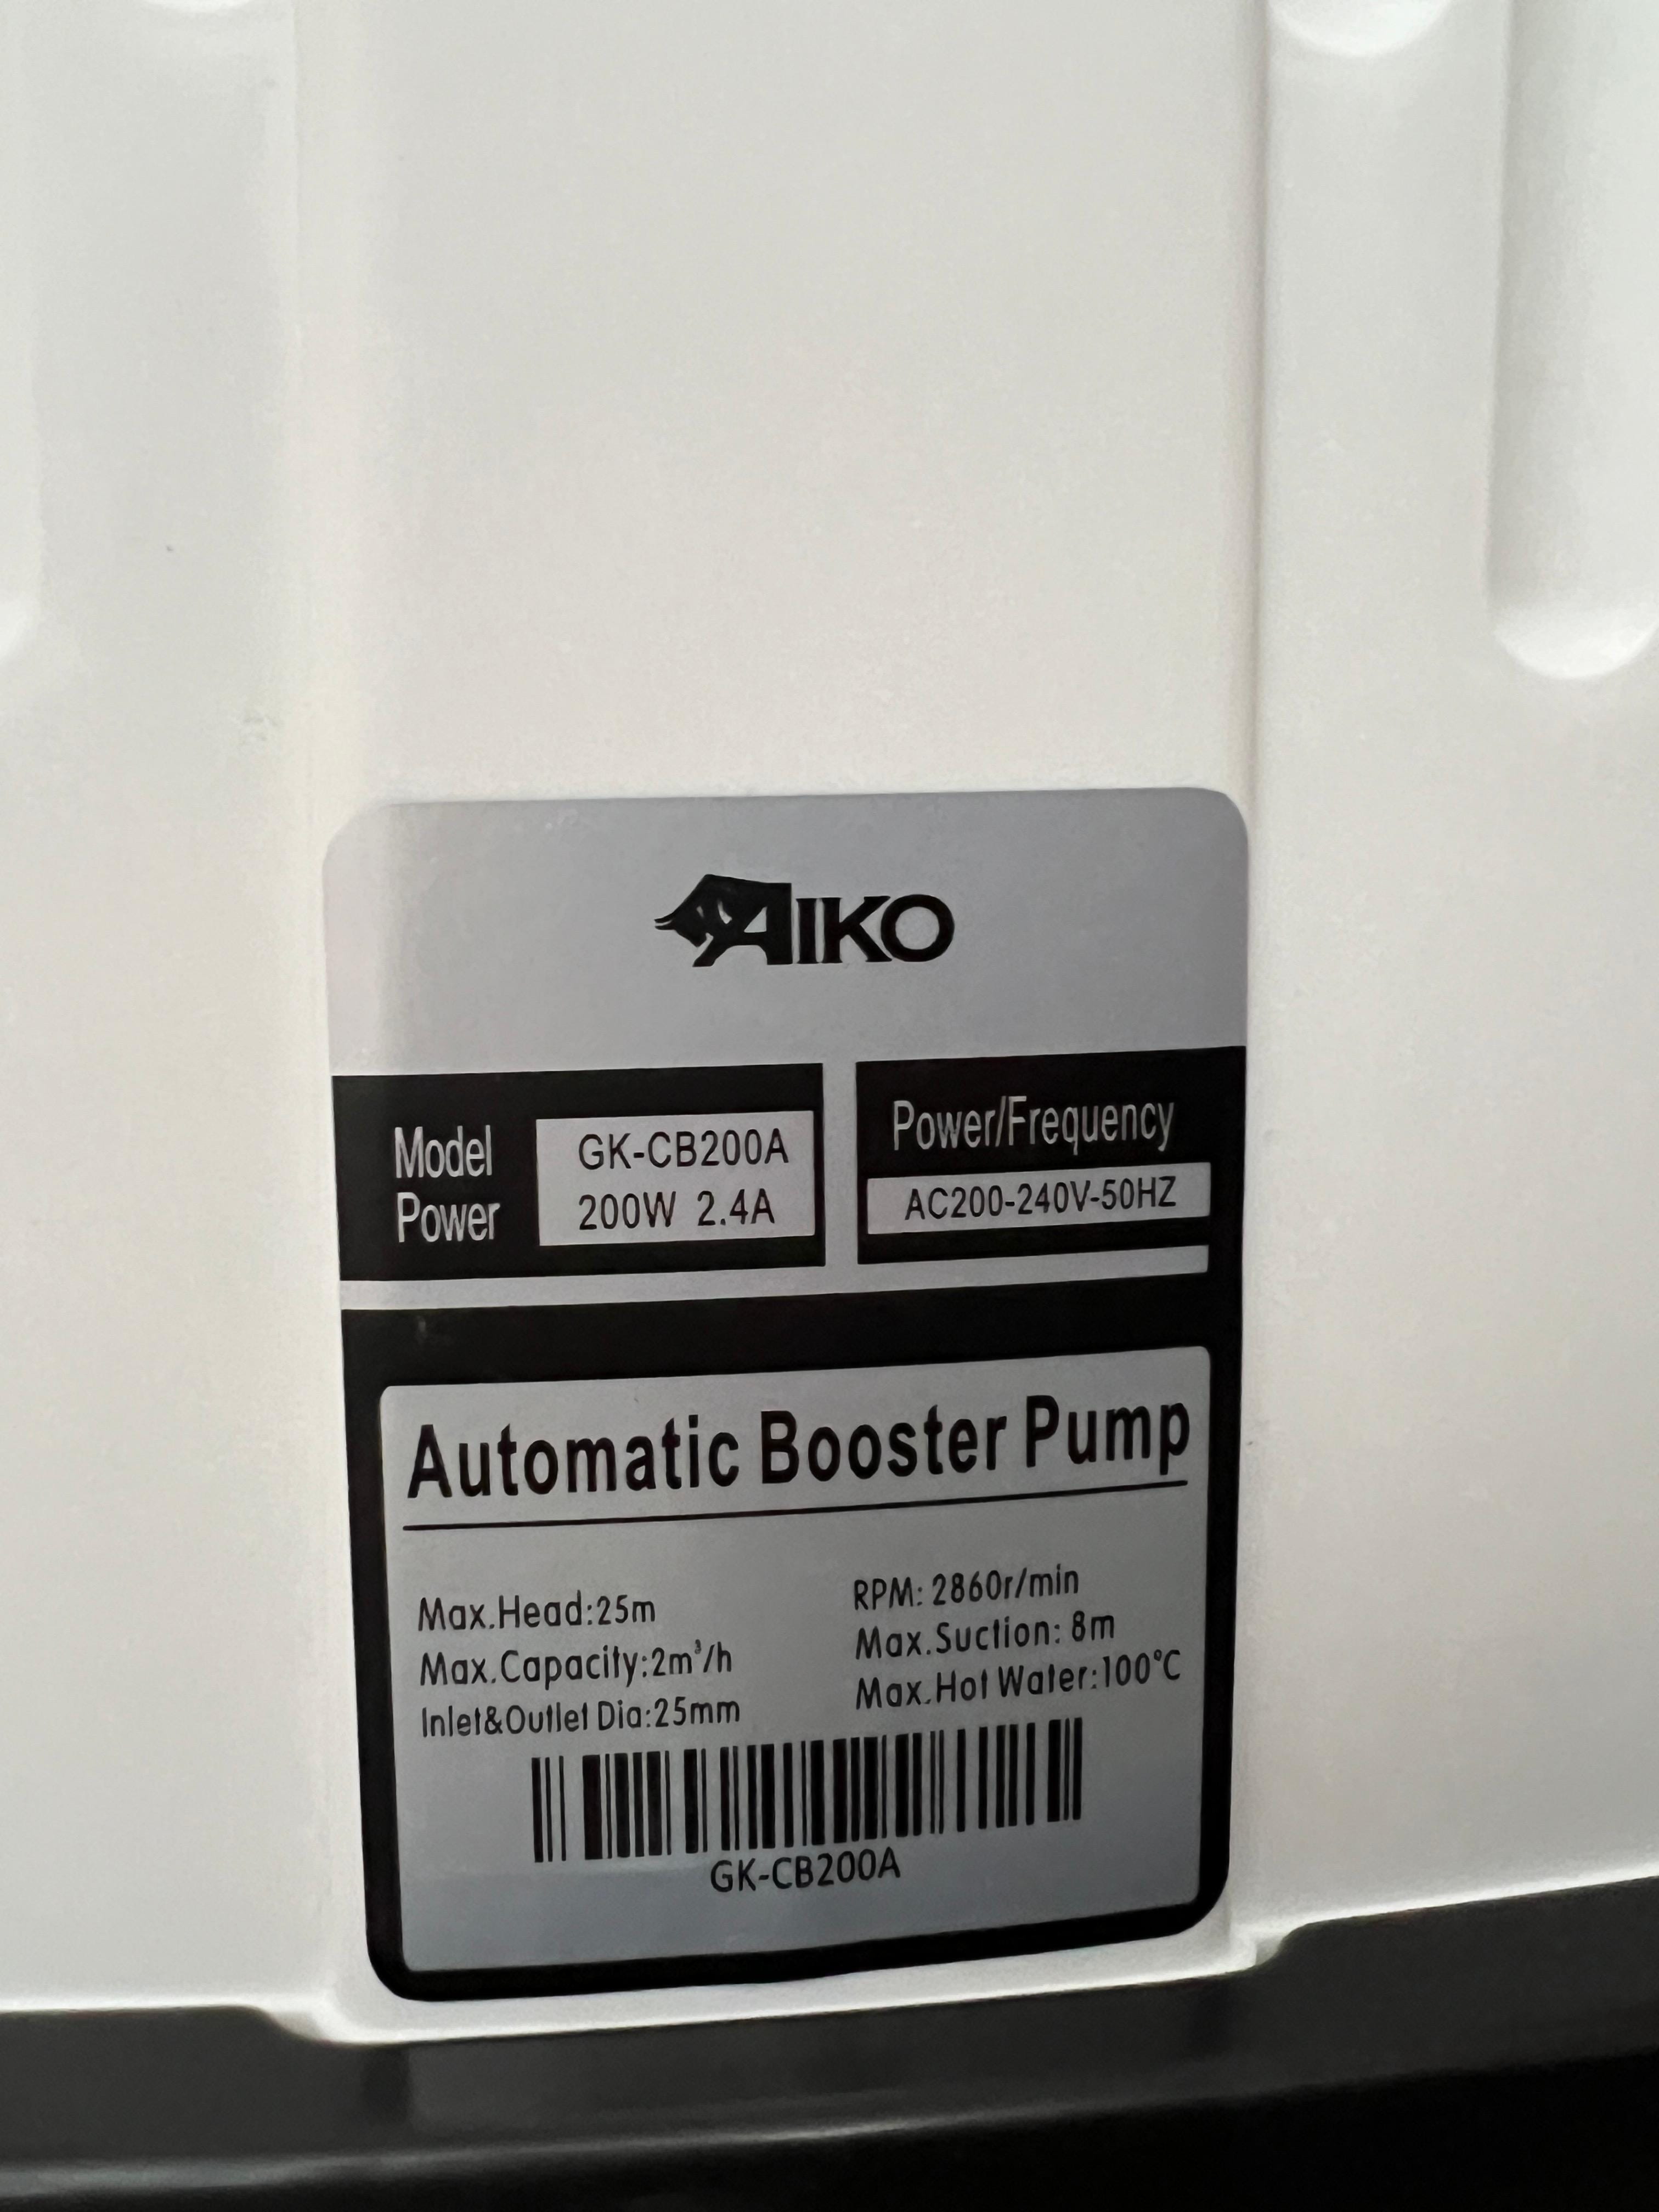 AIKO
Model GK-CB200A
Power 200W 2.4A
Power/Frequency
AC200-240V-50HZ
Automatic Booster Pump
Max.Head:25m
Max.Capacity:2m³/h
Inlet&Outlet Dia:25mm
RPM: 2860r/min
Max.Suction: 8m
Max.Hot Water:100°C
GK-CB200A